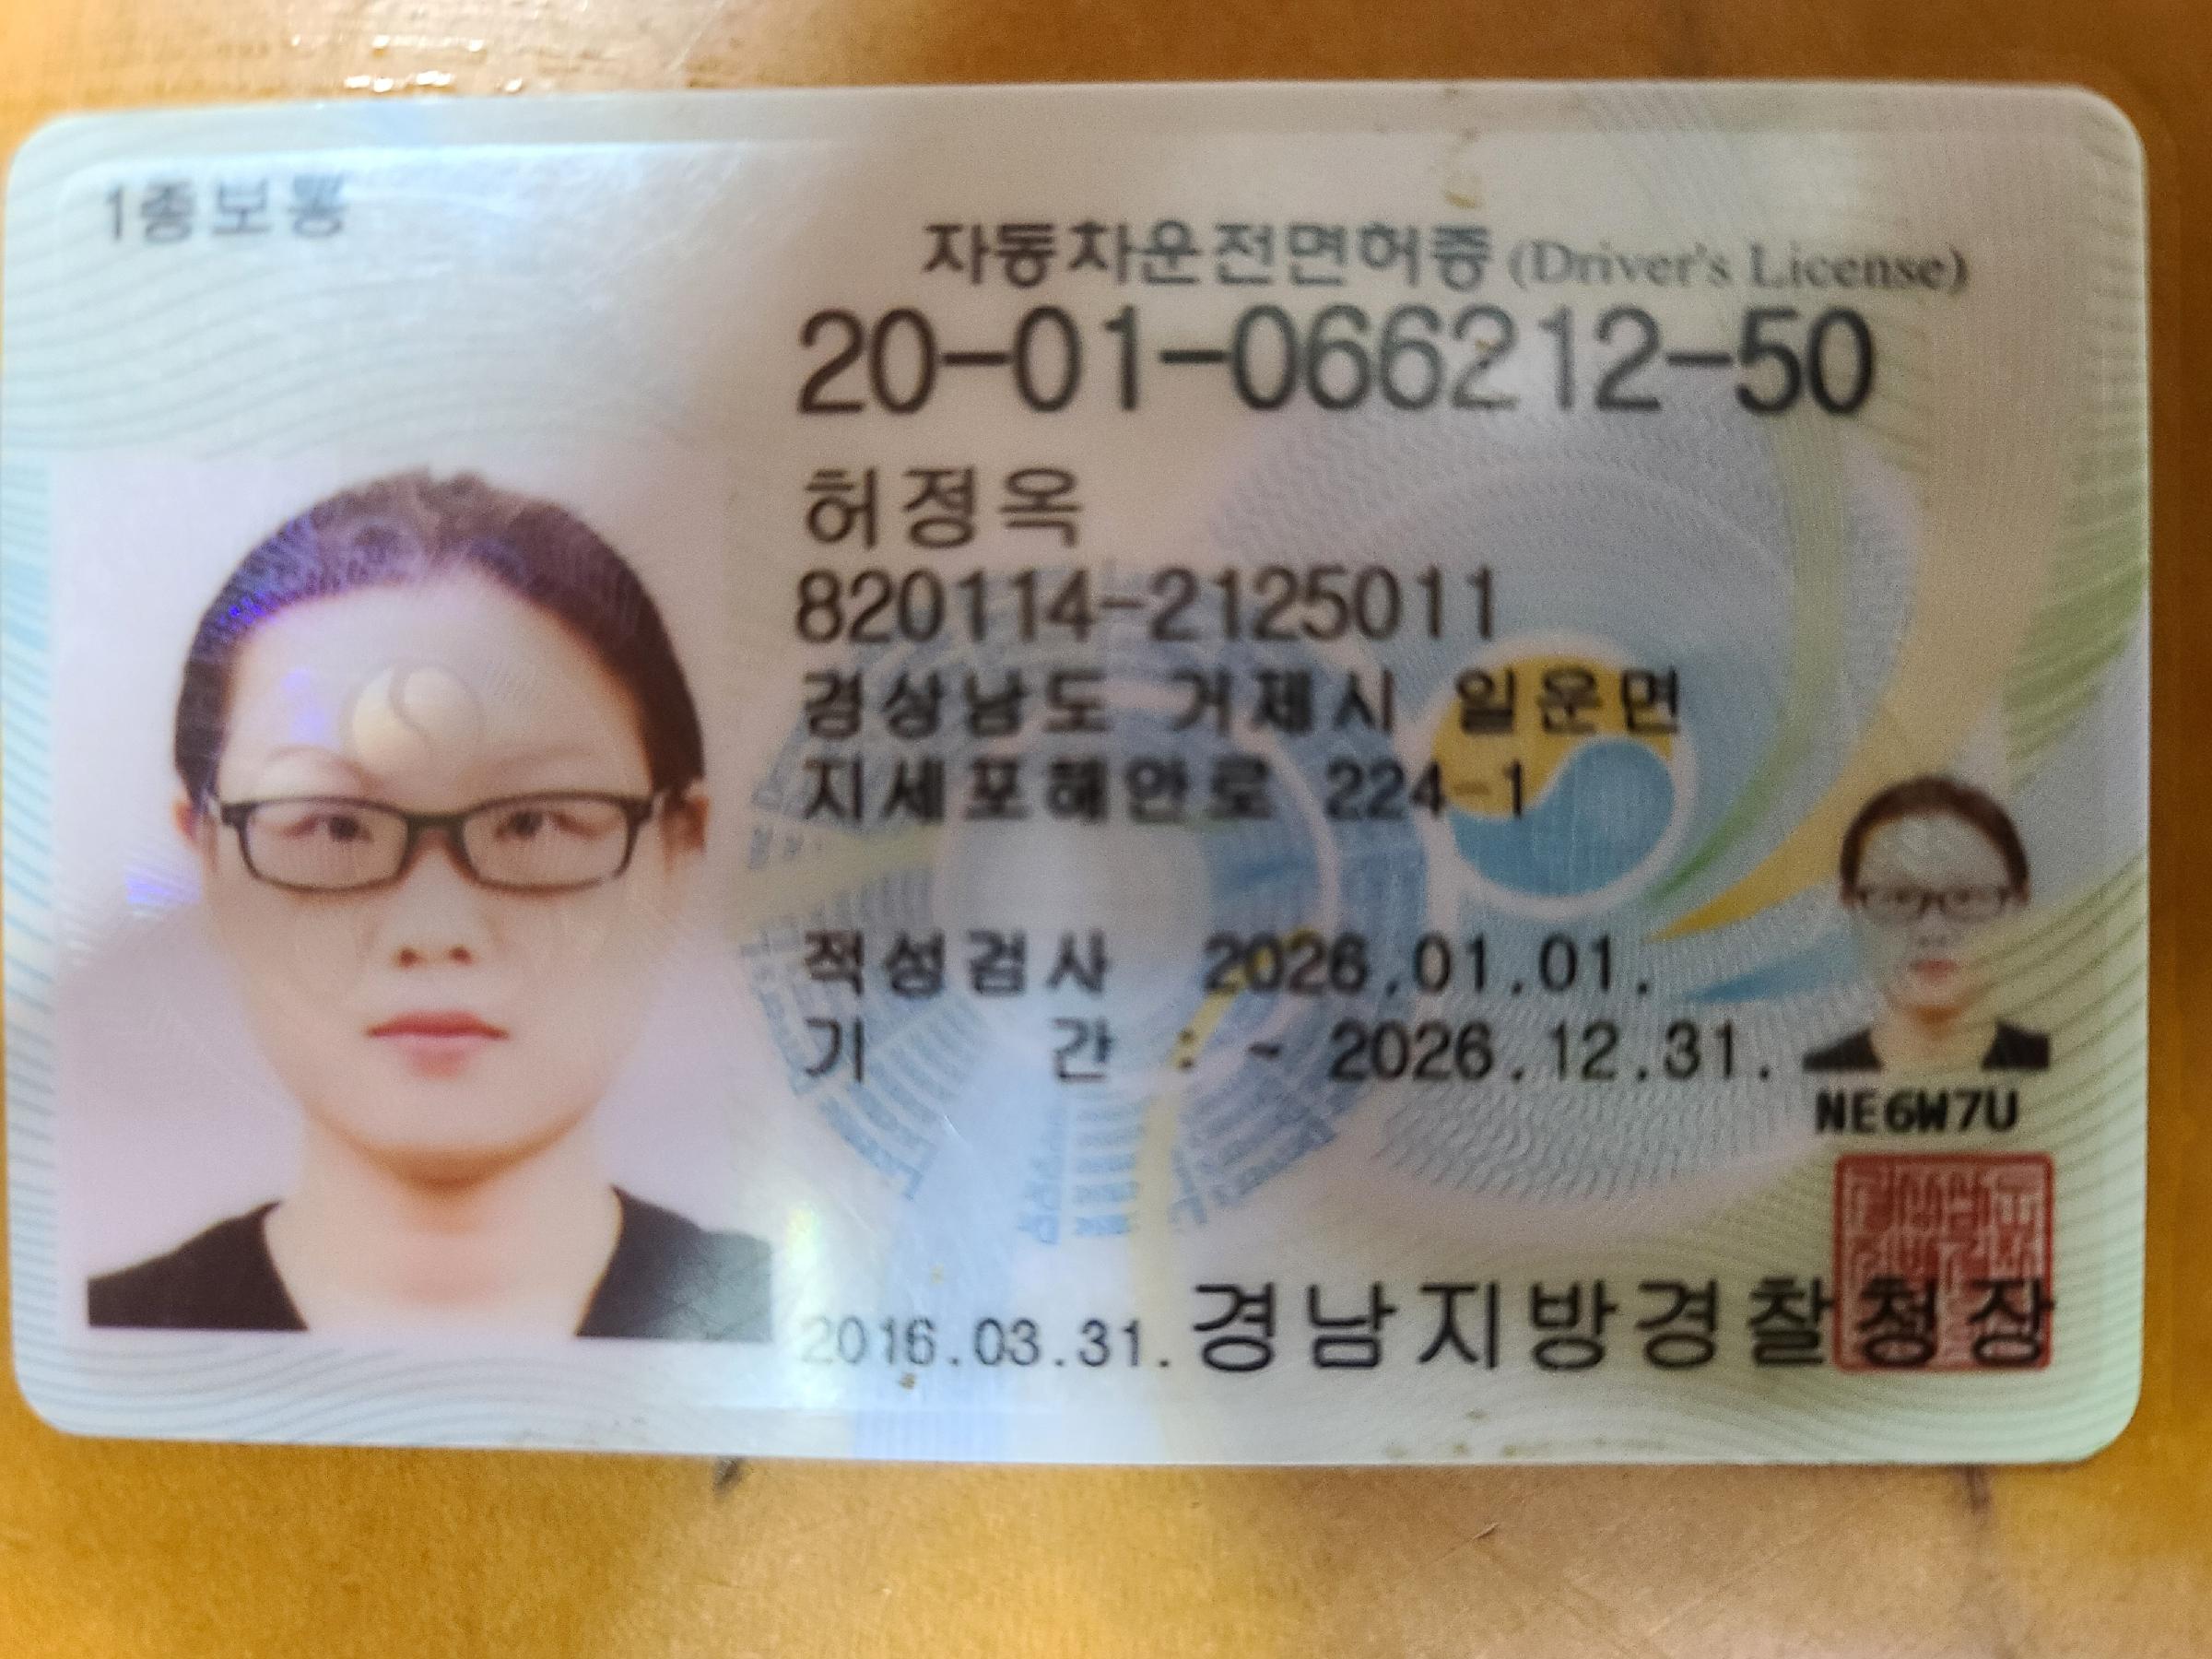 1종보통
자동차운전면허증 (Driver's License)
20-01-066212-50
허정옥
820114-2125011
경상남도 거제시 일운면
지세포해안로 224-1
적성검사 2026.01.01.
기 간 : ~ 2026.12.31.
NE6W7U
2016.03.31. 경남지방경찰청장